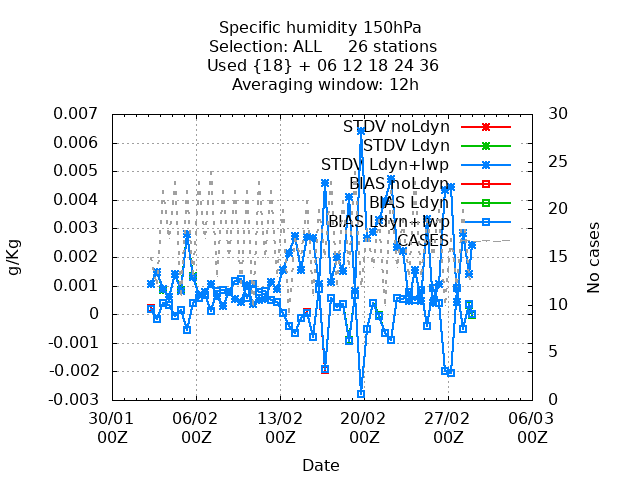 Specific humidity 150hPa
Selection: ALL 26 stations
Used {18} + 06 12 18 24 36
Averaging window: 12h
0.007
0.006
0.005
0.004
0.003
0.002
0.001
0
-0.001
-0.002
-0.003
g/Kg
STDV noLdyn
STDV Ldyn
STDV Ldyn+lwp
BIAS noLdyn
BIAS Ldyn
BIAS Ldyn+lwp
CASES
30
25
20
15
10
5
0
No cases
30/01 06/02 13/02 20/02 27/02 06/03
00Z 00Z 00Z 00Z 00Z 00Z
Date